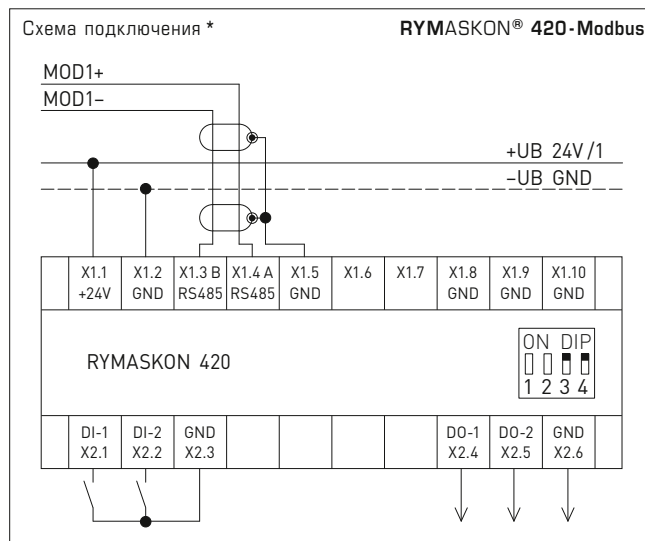 Схема подключения * RYMASKON® 420-Modbus
MOD1+
MOD1–
+UB 24V/1
–UB GND
X1.1 X1.2 X1.3 B X1.4 A X1.5 X1.6 X1.7 X1.8 X1.9 X1.10
+24V GND RS485 RS485 GND GND GND GND
ON DIP
RYMASKON 420
1 2 3 4
DI-1 DI-2 GND DO-1 DO-2 GND
X2.1 X2.2 X2.3 X2.4 X2.5 X2.6